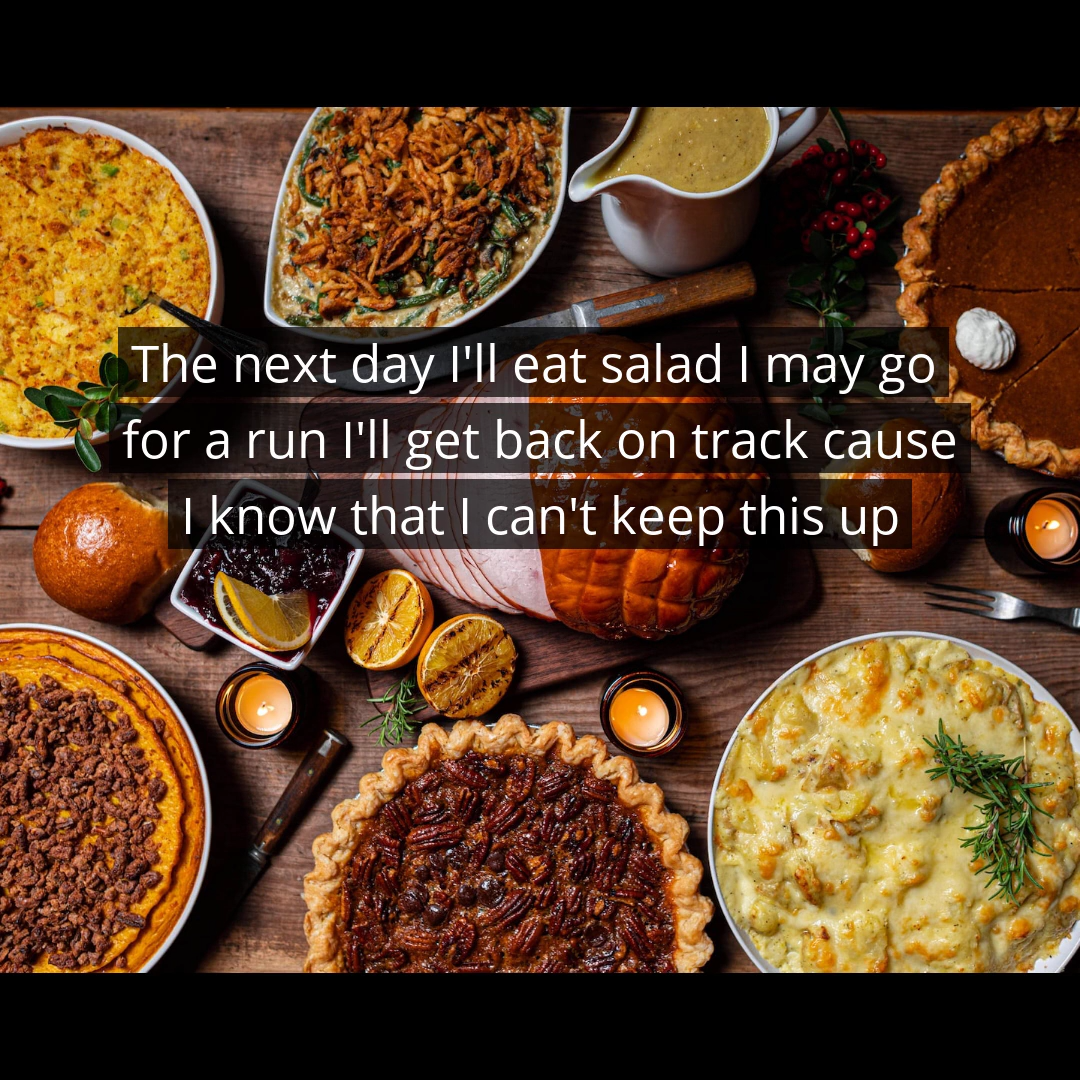 The next day I'll eat salad I may go
for a run I'll get back on track cause
I know that I can't keep this up